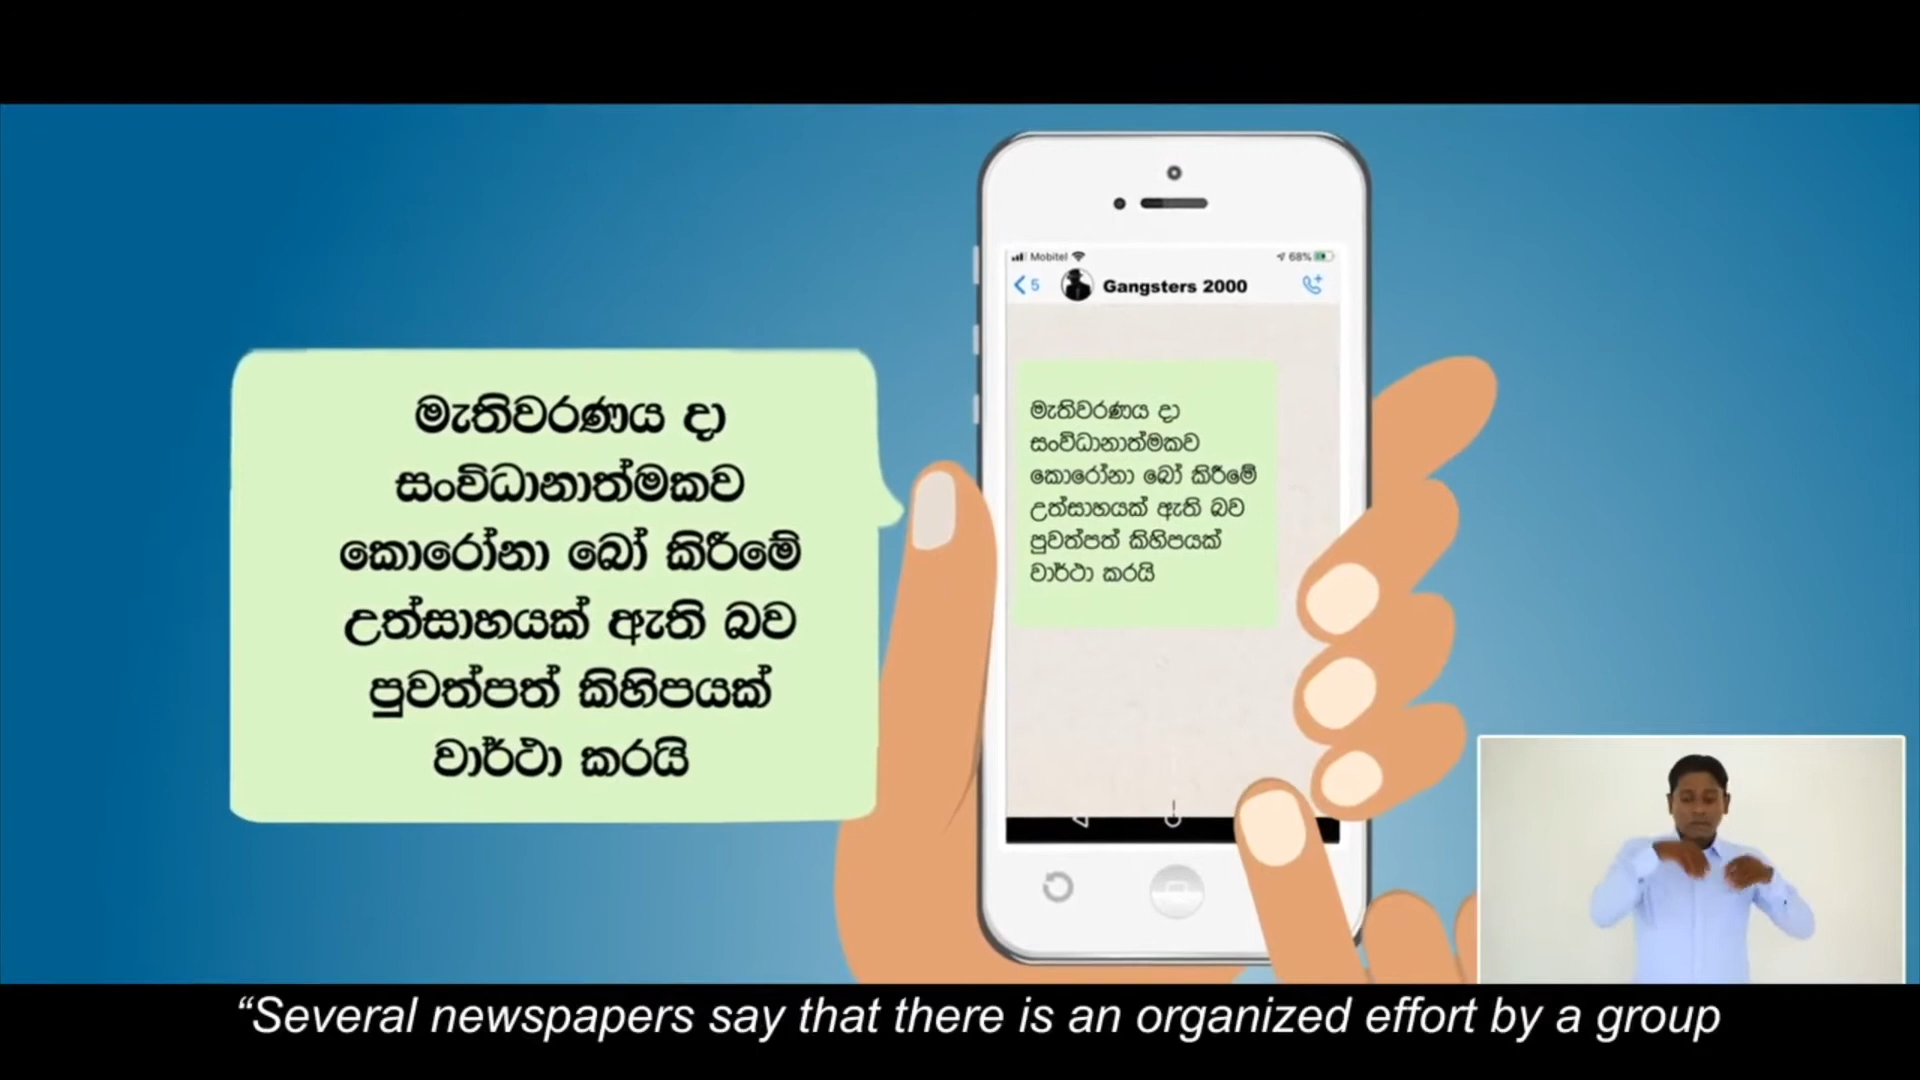 Mobitel 68%
5 Gangsters 2000
මැතිවරණය දා
සංවිධානාත්මකව
කොරෝනා බෝ කිරීමේ
උත්සාහයක් ඇති බව
පුවත්පත් කිහිපයක්
වාර්ථා කරයි
මැතිවරණය දා
සංවිධානාත්මකව
කොරෝනා බෝ කිරීමේ
උත්සාහයක් ඇති බව
පුවත්පත් කිහිපයක්
වාර්ථා කරයි
“Several newspapers say that there is an organized effort by a group